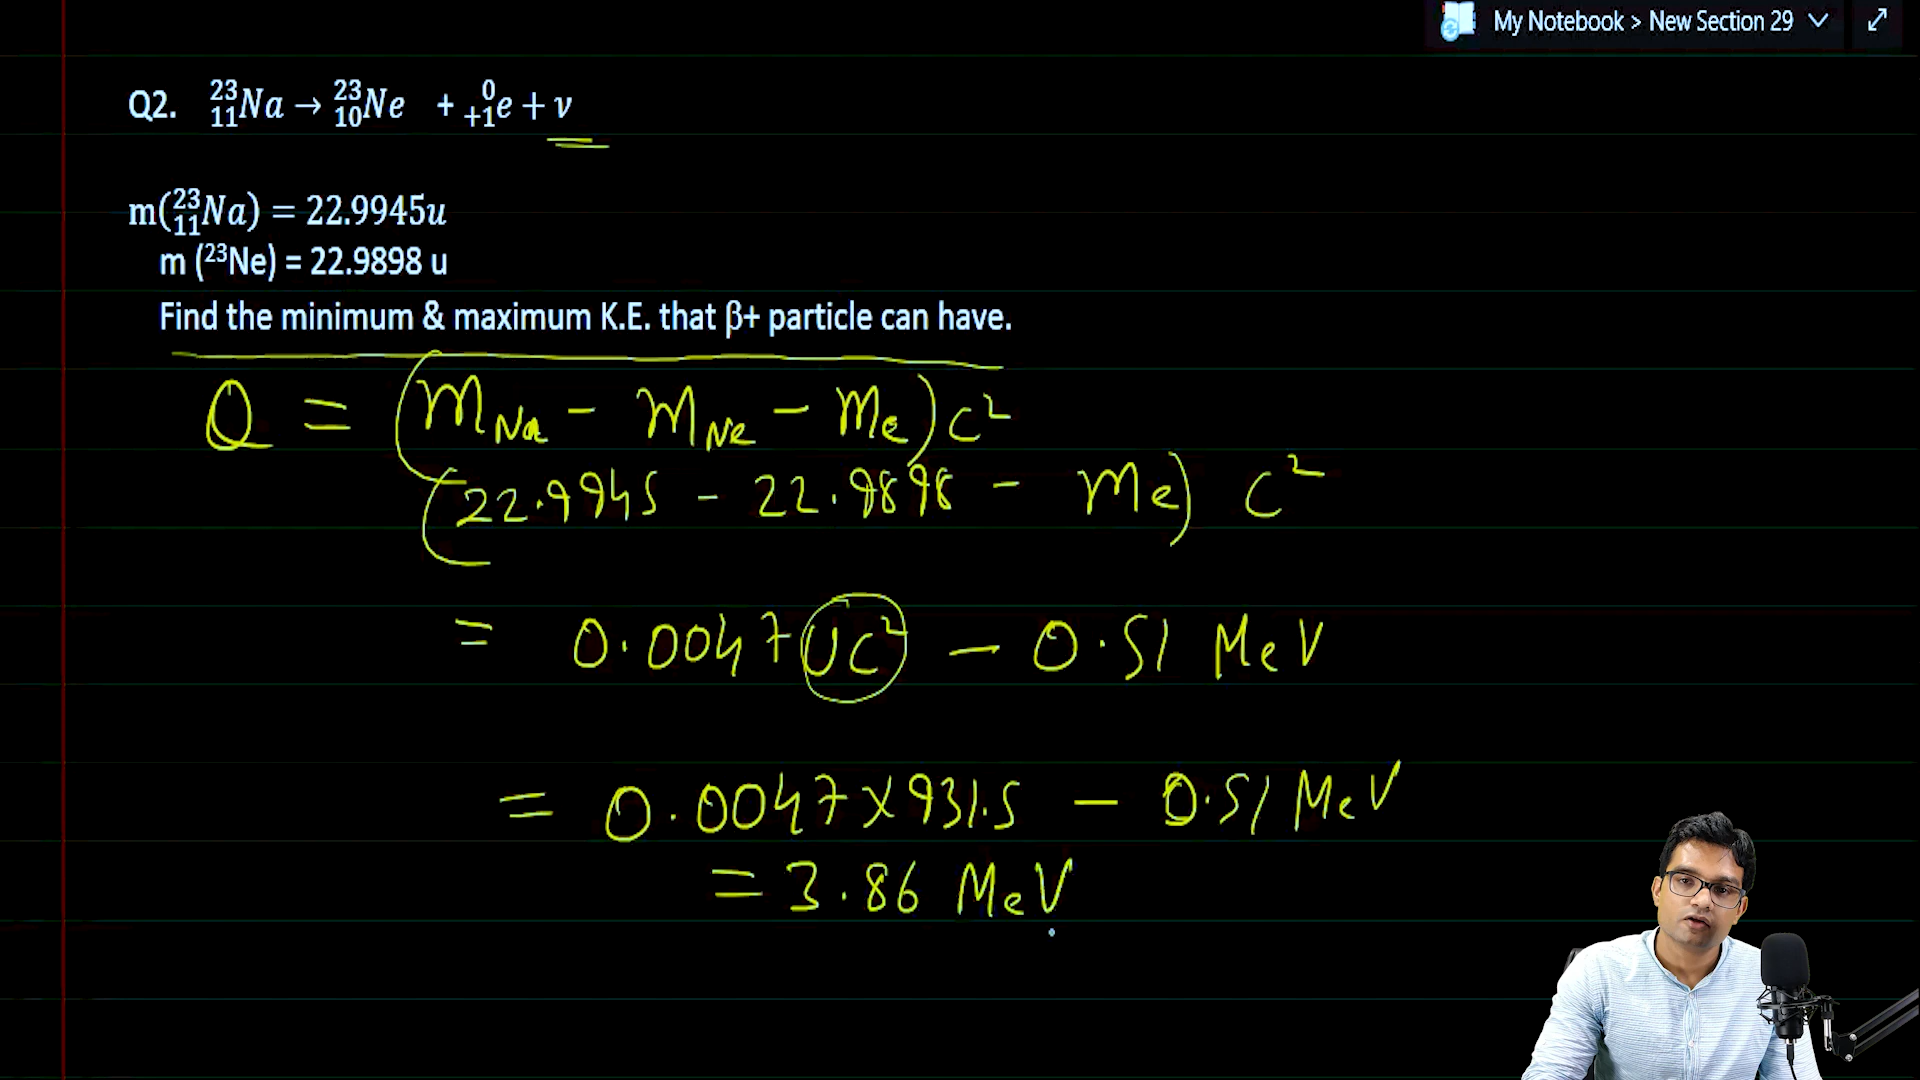 My Notebook > New Section 29
Q2. ²³₁₁Na → ²³₁₀Ne + ⁰₊₁e + ν
m(²³₁₁Na) = 22.9945u
m (²³Ne) = 22.9898 u
Find the minimum & maximum K.E. that β+ particle can have.
Q = (m_Na − m_Ne − me)c²
(22.9945 − 22.9898 − me) c²
= 0.0047 Uc² − 0.51 MeV
= 0.0047 × 931.5 − 0.51 MeV
= 3.86 MeV